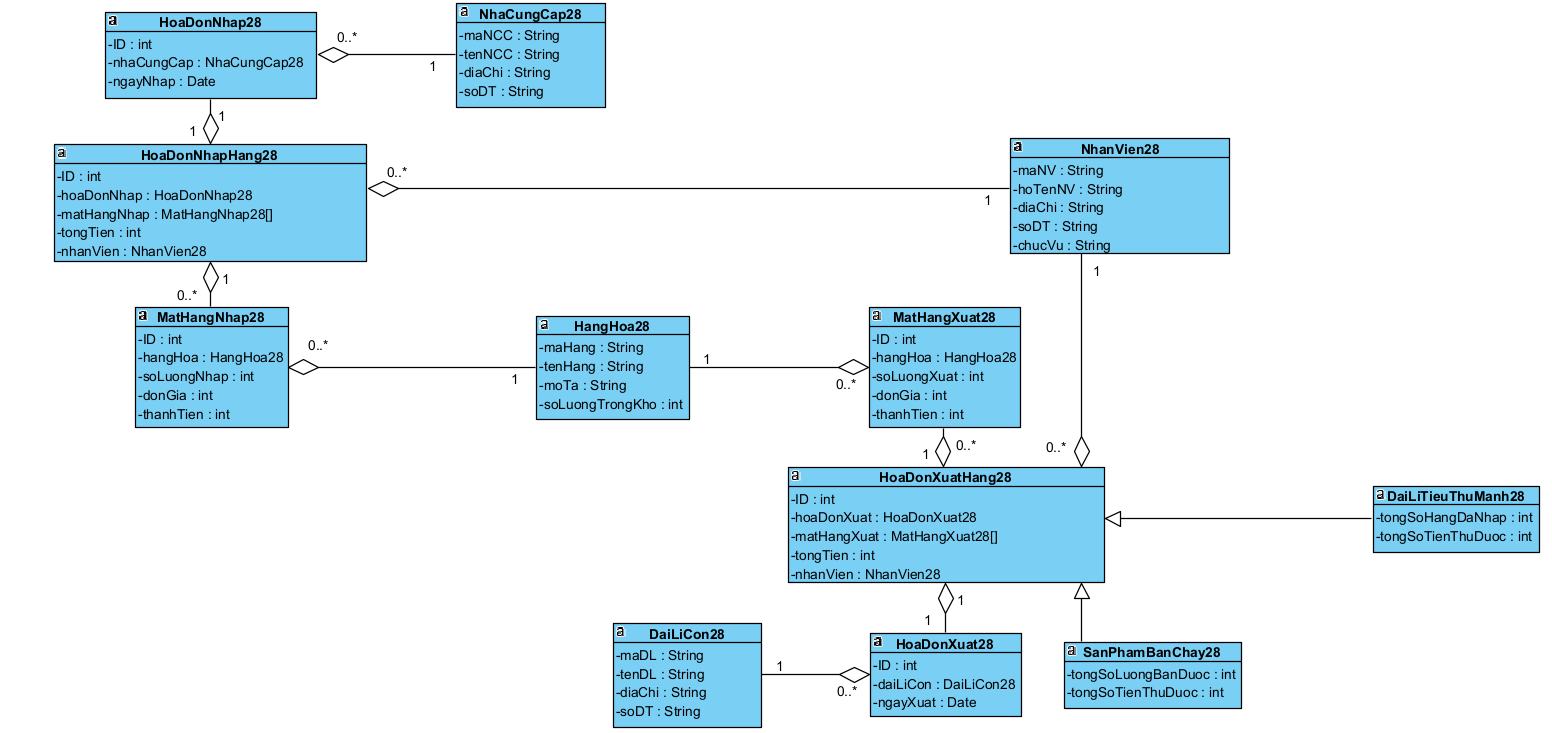 HoaDonNhap28
-ID : int
-nhaCungCap : NhaCungCap28
-ngayNhap : Date
0..*
1
NhaCungCap28
-maNCC : String
-tenNCC : String
-diaChi : String
-soDT : String
1
1
HoaDonNhapHang28
-ID : int
-hoaDonNhap : HoaDonNhap28
-matHangNhap : MatHangNhap28[]
-tongTien : int
-nhanVien : NhanVien28
0..*
1
NhanVien28
-maNV : String
-hoTenNV : String
-diaChi : String
-soDT : String
-chucVu : String
1
0..*
1
0..*
MatHangNhap28
-ID : int
-hangHoa : HangHoa28
-soLuongNhap : int
-donGia : int
-thanhTien : int
0..*
1
HangHoa28
-maHang : String
-tenHang : String
-moTa : String
-soLuongTrongKho : int
1
0..*
MatHangXuat28
-ID : int
-hangHoa : HangHoa28
-soLuongXuat : int
-donGia : int
-thanhTien : int
0..*
1
HoaDonXuatHang28
-ID : int
-hoaDonXuat : HoaDonXuat28
-matHangXuat : MatHangXuat28[]
-tongTien : int
-nhanVien : NhanVien28
DaiLiTieuThuManh28
-tongSoHangDaNhap : int
-tongSoTienThuDuoc : int
1
1
DaiLiCon28
-maDL : String
-tenDL : String
-diaChi : String
-soDT : String
1
0..*
HoaDonXuat28
-ID : int
-daiLiCon : DaiLiCon28
-ngayXuat : Date
SanPhamBanChay28
-tongSoLuongBanDuoc : int
-tongSoTienThuDuoc : int